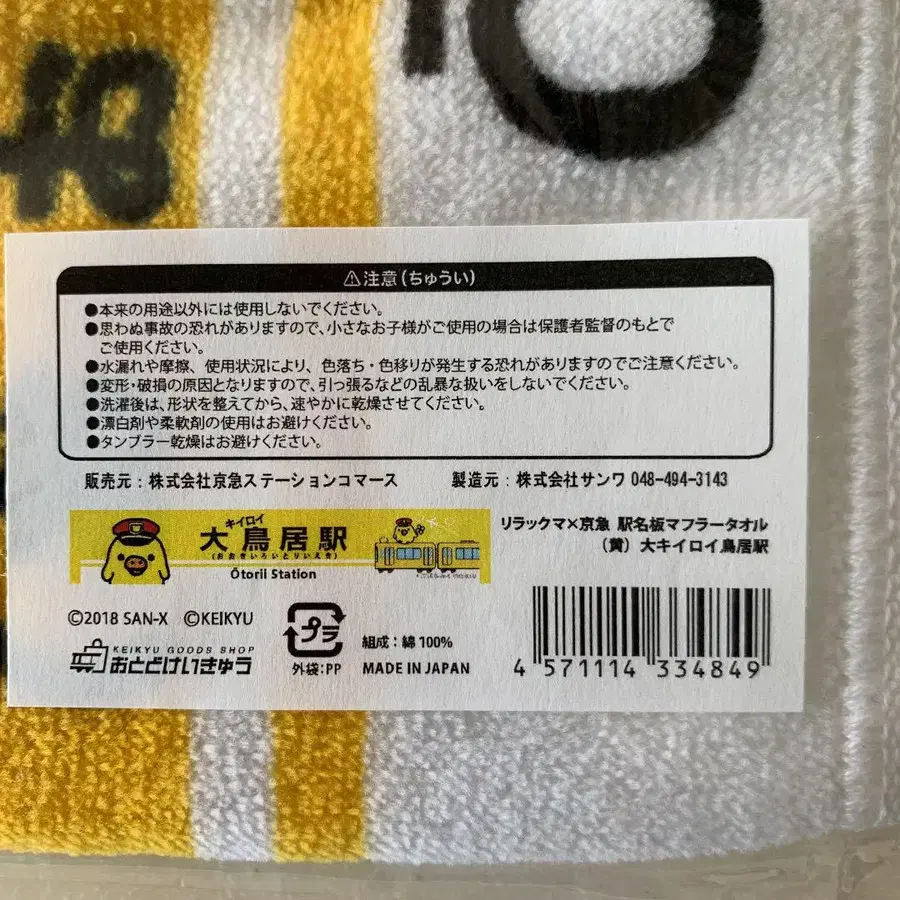 ⚠注意(ちゅうい)
●本来の用途以外には使用しないでください。
●思わぬ事故の恐れがありますので、小さなお子様がご使用の場合は保護者監督のもとで
ご使用ください。
●水漏れや摩擦、使用状況により、色落ち・色移りが発生する恐れがありますのでご注意ください。
●変形・破損の原因となりますので、引っ張るなどの乱暴な扱いをしないでください。
●洗濯後は、形状を整えてから、速やかに乾燥させてください。
●漂白剤や柔軟剤の使用はお避けください。
●タンブラー乾燥はお避けください。
販売元:株式会社京急ステーションコマース
製造元:株式会社サンワ 048-494-3143
キイロイ
大鳥居駅
(おおきいろいとりいえき)
Ōtorii Station
リラックマ×京急 駅名板マフラータオル
(黄)大キイロイ鳥居駅
©2018 SAN-X ©KEIKYU
KEIKYU GOODS SHOP
おとどけいきゅう
プラ
外袋:PP
組成:綿100%
MADE IN JAPAN
4 571114 334849